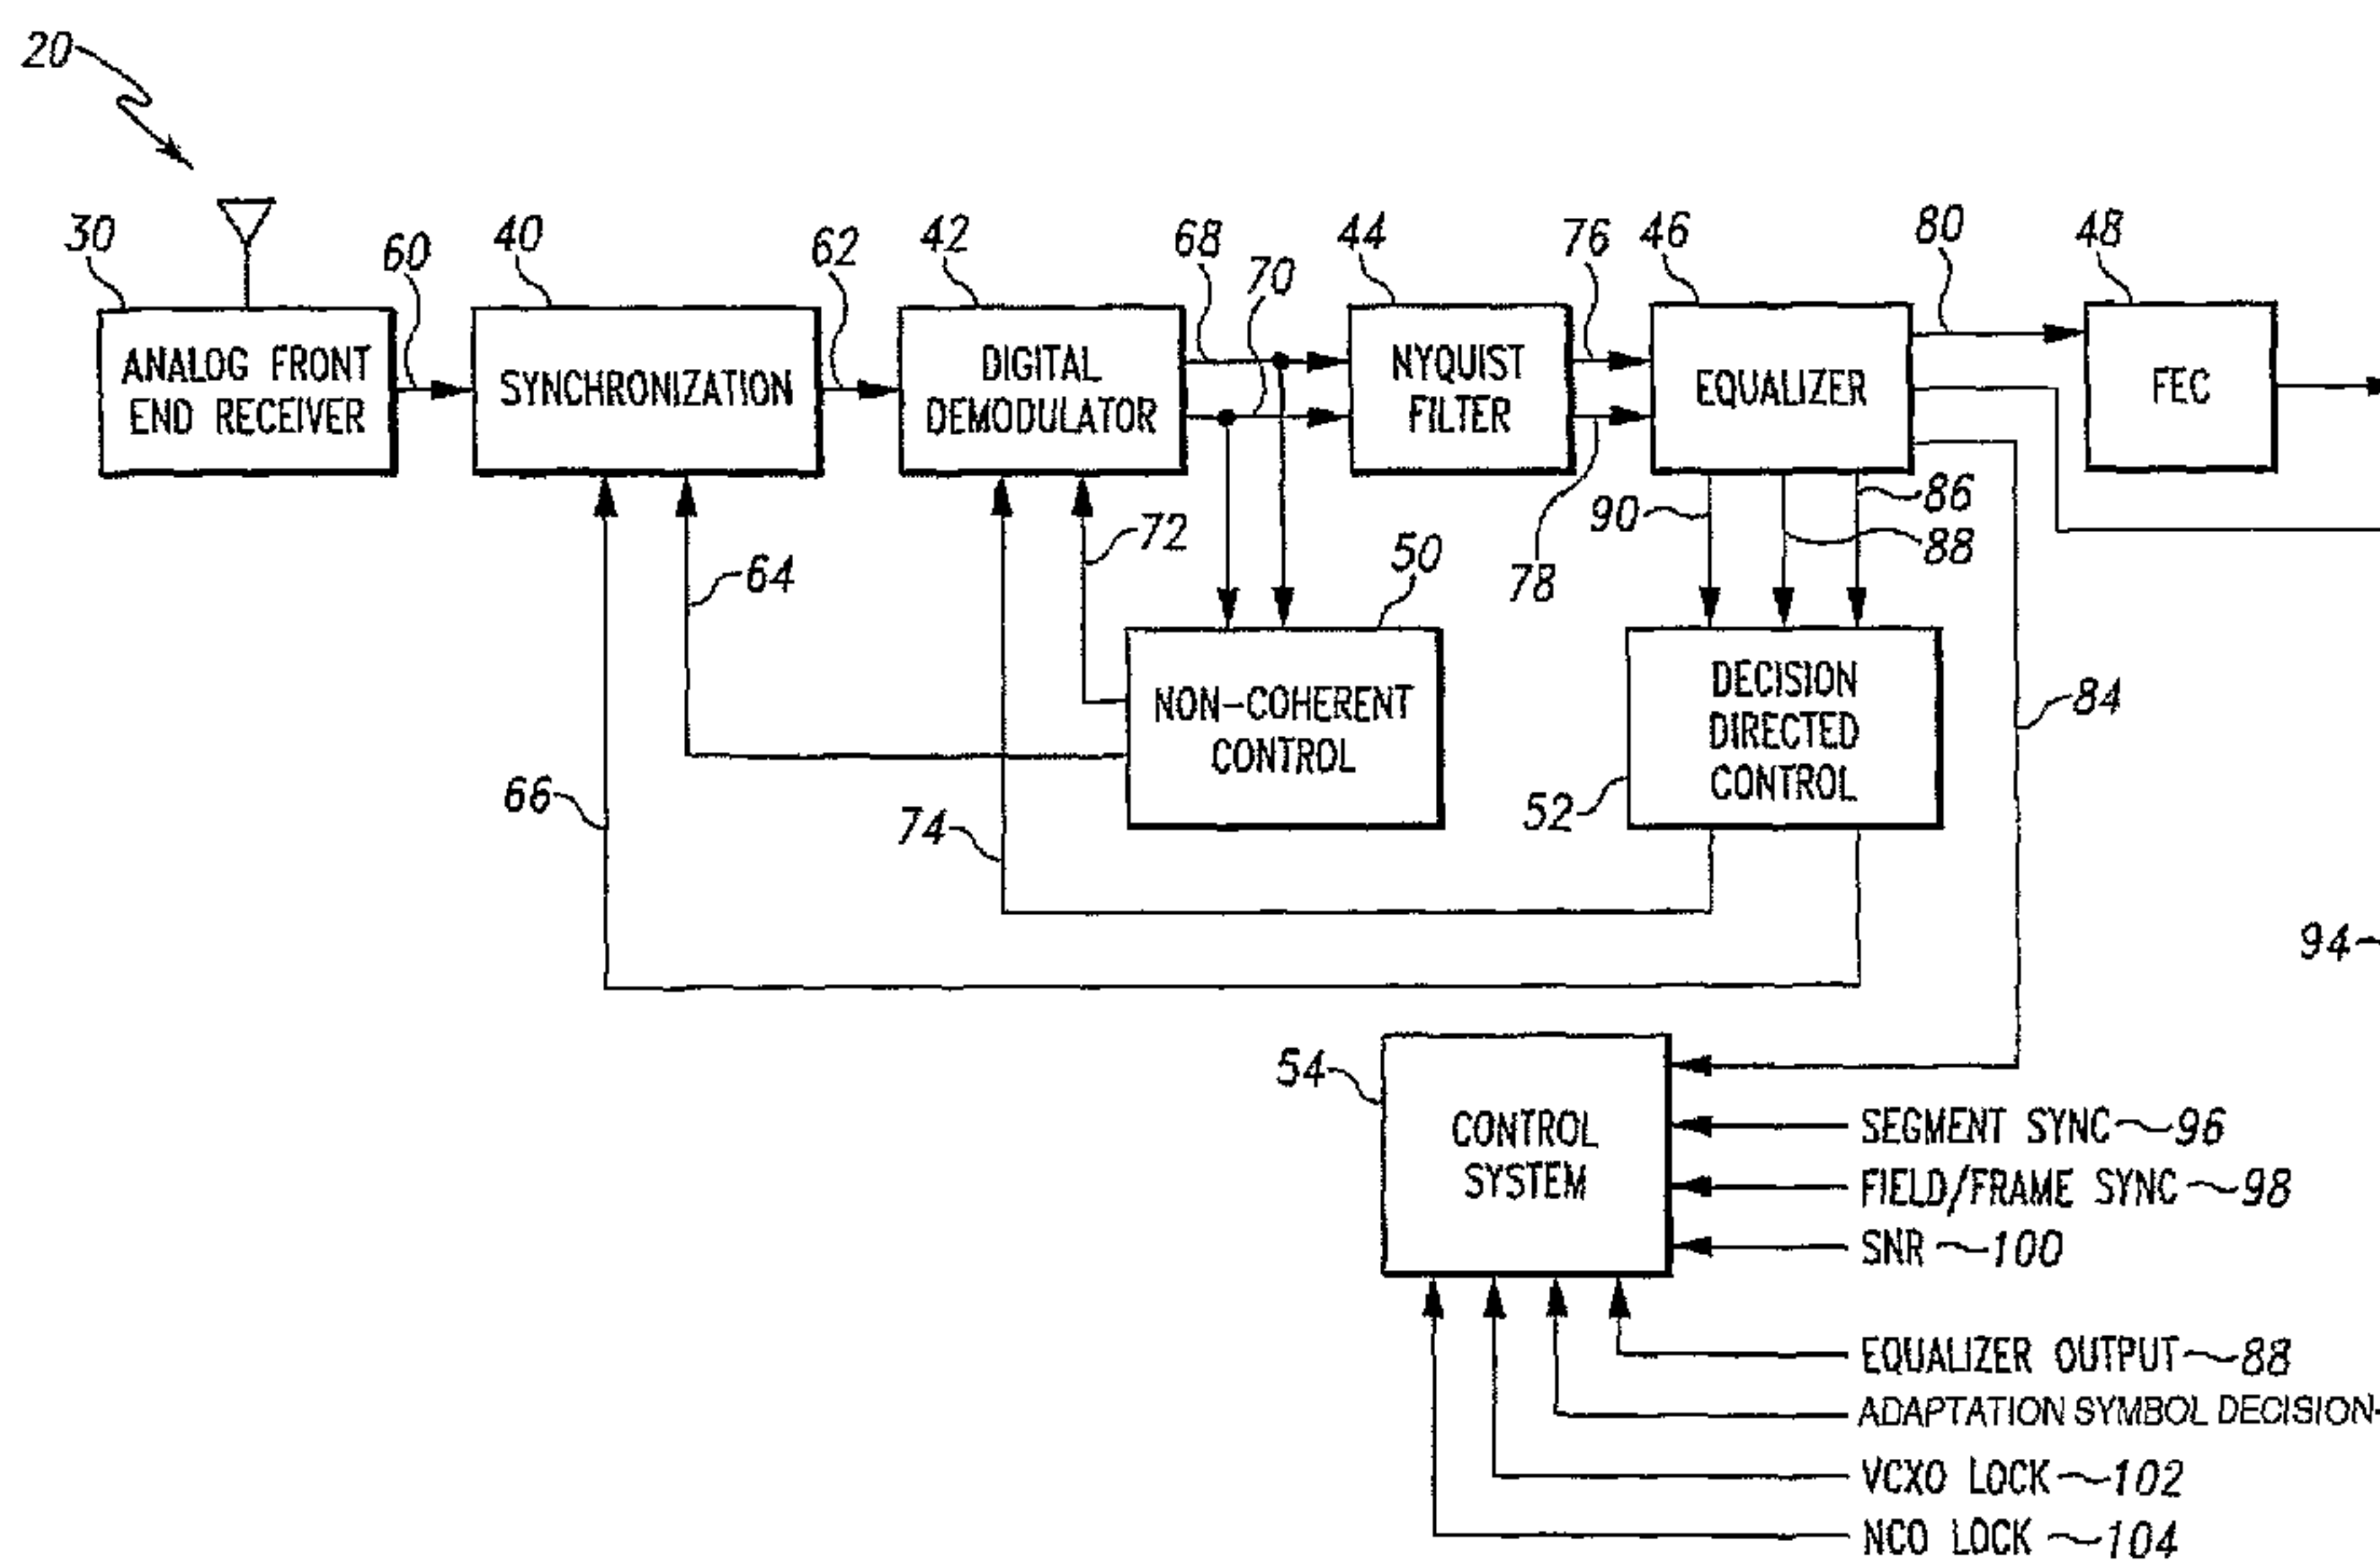 20
30
60
40
62
42
68
70
44
76
46
80
48
ANALOG FRONT
END RECEIVER
SYNCHRONIZATION
DIGITAL
DEMODULATOR
NYQUIST
FILTER
EQUALIZER
FEC
90
86
88
78
72
64
50
NON-COHERENT
CONTROL
DECISION
DIRECTED
CONTROL
84
66
74
52
94
54
CONTROL
SYSTEM
SEGMENT SYNC 96
FIELD/FRAME SYNC 98
SNR 100
EQUALIZER OUTPUT 88
ADAPTATION SYMBOL DECISION
VCXO LOCK 102
NCO LOCK 104